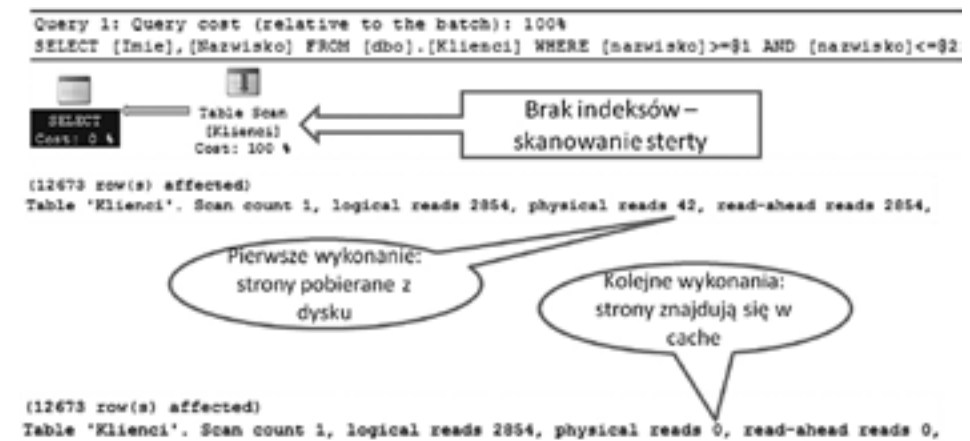 Query 1: Query cost (relative to the batch): 100%
SELECT [Imie],[Nazwisko] FROM [dbo].[Klienci] WHERE [nazwisko]>=@1 AND [nazwisko]<=@2
SELECT
Cost: 0 %
Table Scan
[Klienci]
Cost: 100 %
Brak indeksów –
skanowanie sterty
(12673 row(s) affected)
Table 'Klienci'. Scan count 1, logical reads 2854, physical reads 42, read-ahead reads 2854,
Pierwsze wykonanie:
strony pobierane z
dysku
Kolejne wykonania:
strony znajdują się w
cache
(12673 row(s) affected)
Table 'Klienci'. Scan count 1, logical reads 2854, physical reads 0, read-ahead reads 0,